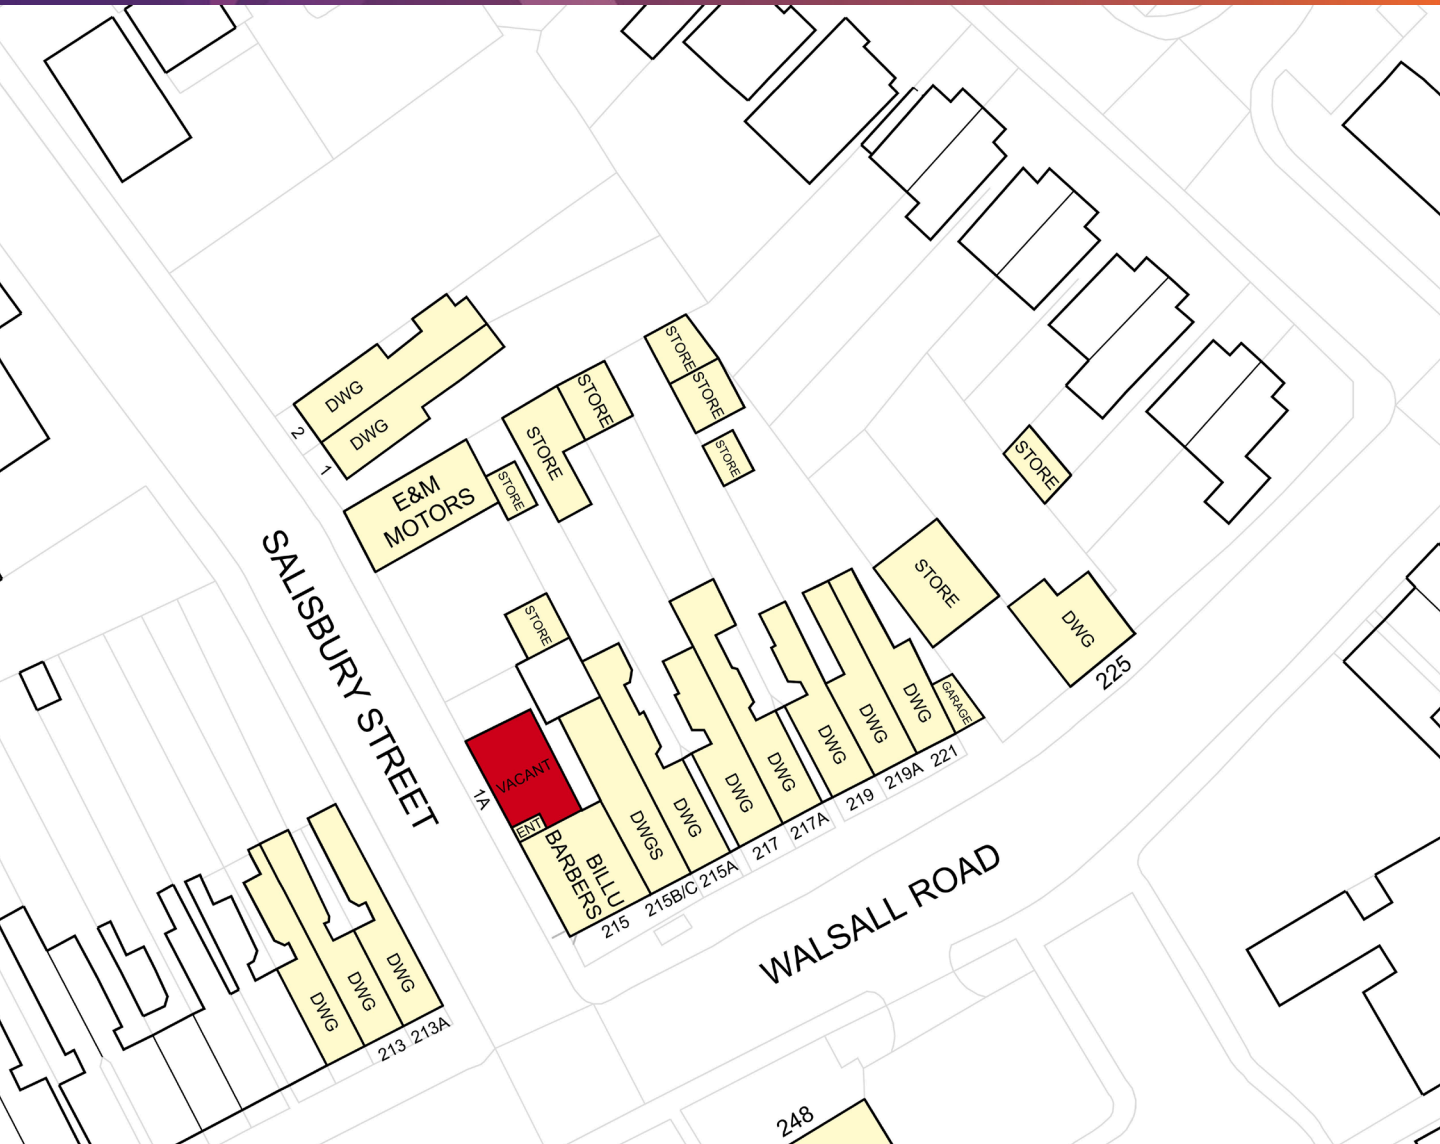 STORE
STORE
STORE
DWG
DWG
2
1
STORE
STORE
STORE
E&M
MOTORS
STORE
SALISBURY STREET
STORE
STORE
DWG
225
VACANT
1A
ENT
BILLU
BARBERS
DWGS
DWG
DWG
DWG
DWG
DWG
DWG
GARAGE
215
215B/C
215A
217
217A
219
219A
221
WALSALL ROAD
DWG
DWG
DWG
213
213A
248